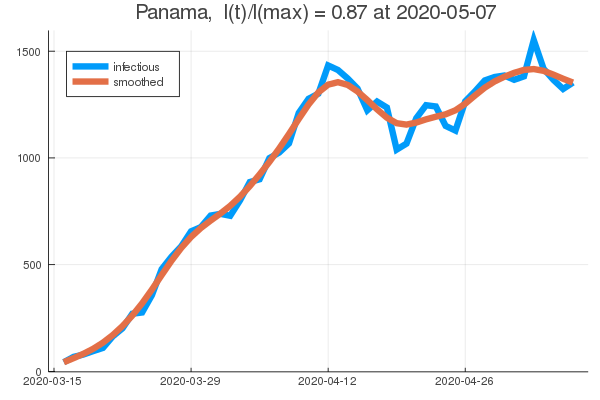 Panama,  I(t)/I(max) = 0.87 at 2020-05-07
infectious
smoothed
1500
1000
500
0
2020-03-15
2020-03-29
2020-04-12
2020-04-26